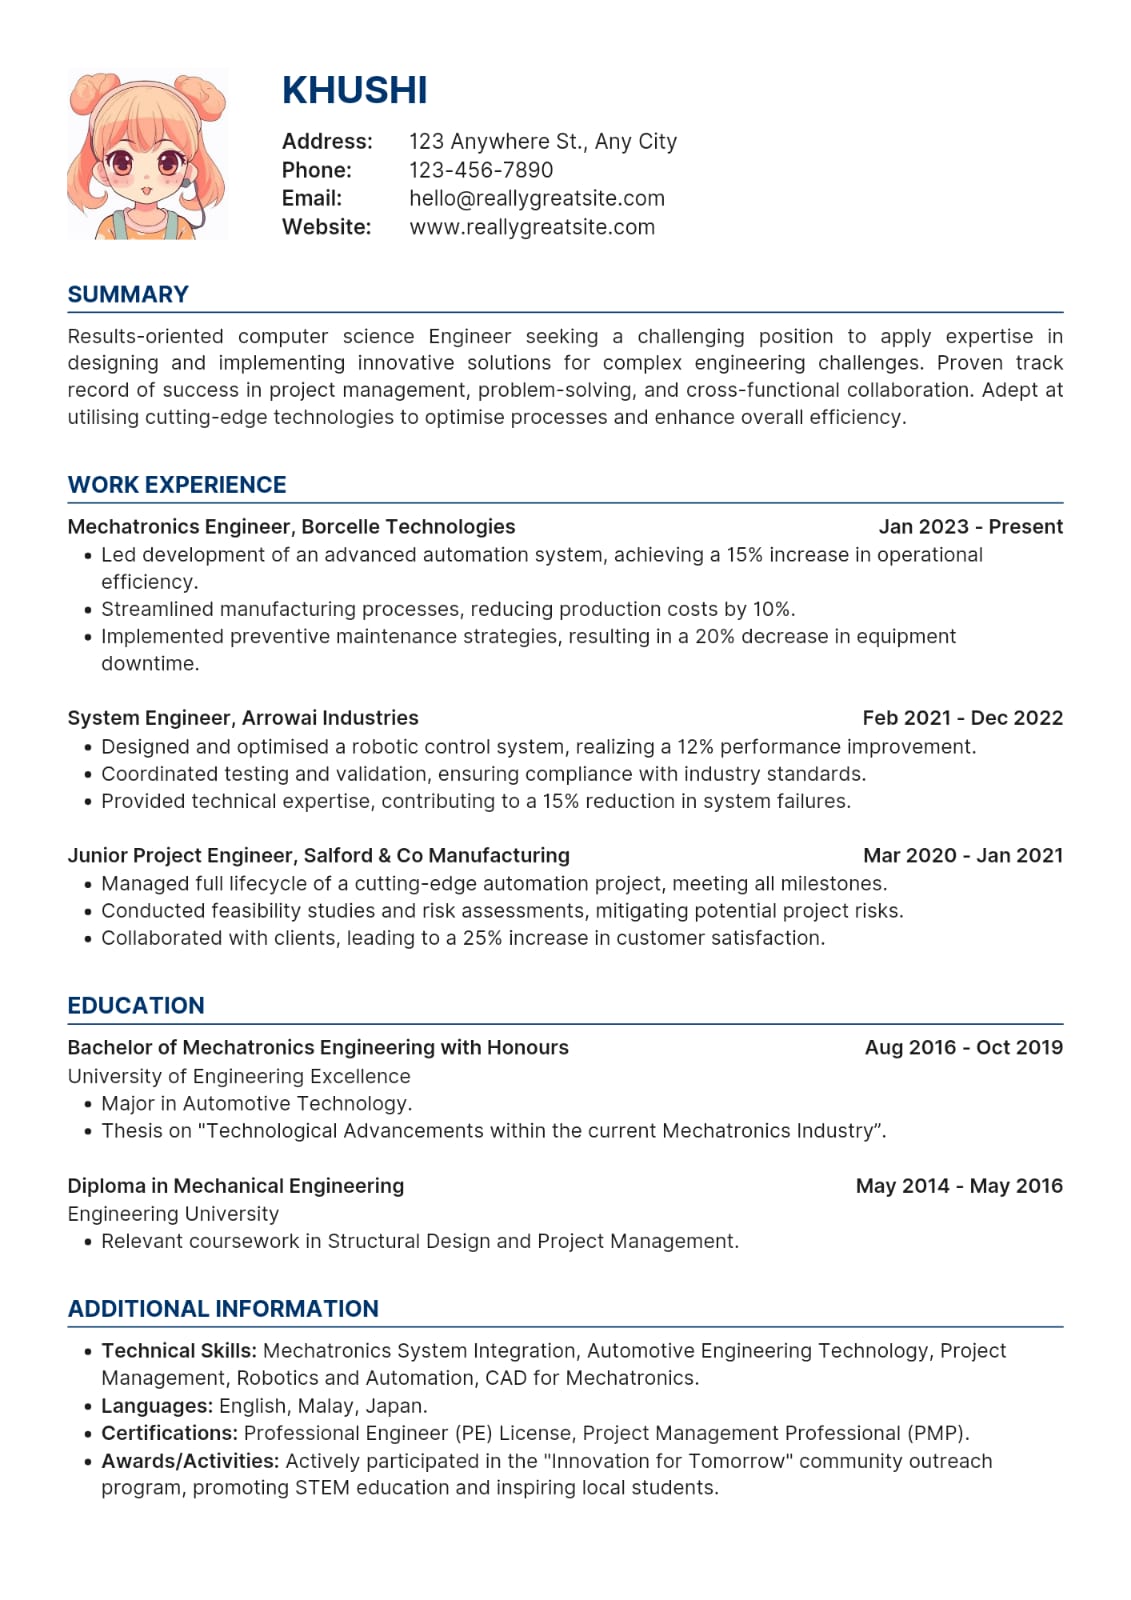 KHUSHI
Address: 123 Anywhere St., Any City
Phone: 123-456-7890
Email: hello@reallygreatsite.com
Website: www.reallygreatsite.com
SUMMARY
Results-oriented computer science Engineer seeking a challenging position to apply expertise in
designing and implementing innovative solutions for complex engineering challenges. Proven track
record of success in project management, problem-solving, and cross-functional collaboration. Adept at
utilising cutting-edge technologies to optimise processes and enhance overall efficiency.
WORK EXPERIENCE
Mechatronics Engineer, Borcelle Technologies Jan 2023 - Present
• Led development of an advanced automation system, achieving a 15% increase in operational
efficiency.
• Streamlined manufacturing processes, reducing production costs by 10%.
• Implemented preventive maintenance strategies, resulting in a 20% decrease in equipment
downtime.
System Engineer, Arrowai Industries Feb 2021 - Dec 2022
• Designed and optimised a robotic control system, realizing a 12% performance improvement.
• Coordinated testing and validation, ensuring compliance with industry standards.
• Provided technical expertise, contributing to a 15% reduction in system failures.
Junior Project Engineer, Salford & Co Manufacturing Mar 2020 - Jan 2021
• Managed full lifecycle of a cutting-edge automation project, meeting all milestones.
• Conducted feasibility studies and risk assessments, mitigating potential project risks.
• Collaborated with clients, leading to a 25% increase in customer satisfaction.
EDUCATION
Bachelor of Mechatronics Engineering with Honours Aug 2016 - Oct 2019
University of Engineering Excellence
• Major in Automotive Technology.
• Thesis on "Technological Advancements within the current Mechatronics Industry”.
Diploma in Mechanical Engineering May 2014 - May 2016
Engineering University
• Relevant coursework in Structural Design and Project Management.
ADDITIONAL INFORMATION
• Technical Skills: Mechatronics System Integration, Automotive Engineering Technology, Project
Management, Robotics and Automation, CAD for Mechatronics.
• Languages: English, Malay, Japan.
• Certifications: Professional Engineer (PE) License, Project Management Professional (PMP).
• Awards/Activities: Actively participated in the "Innovation for Tomorrow" community outreach
program, promoting STEM education and inspiring local students.